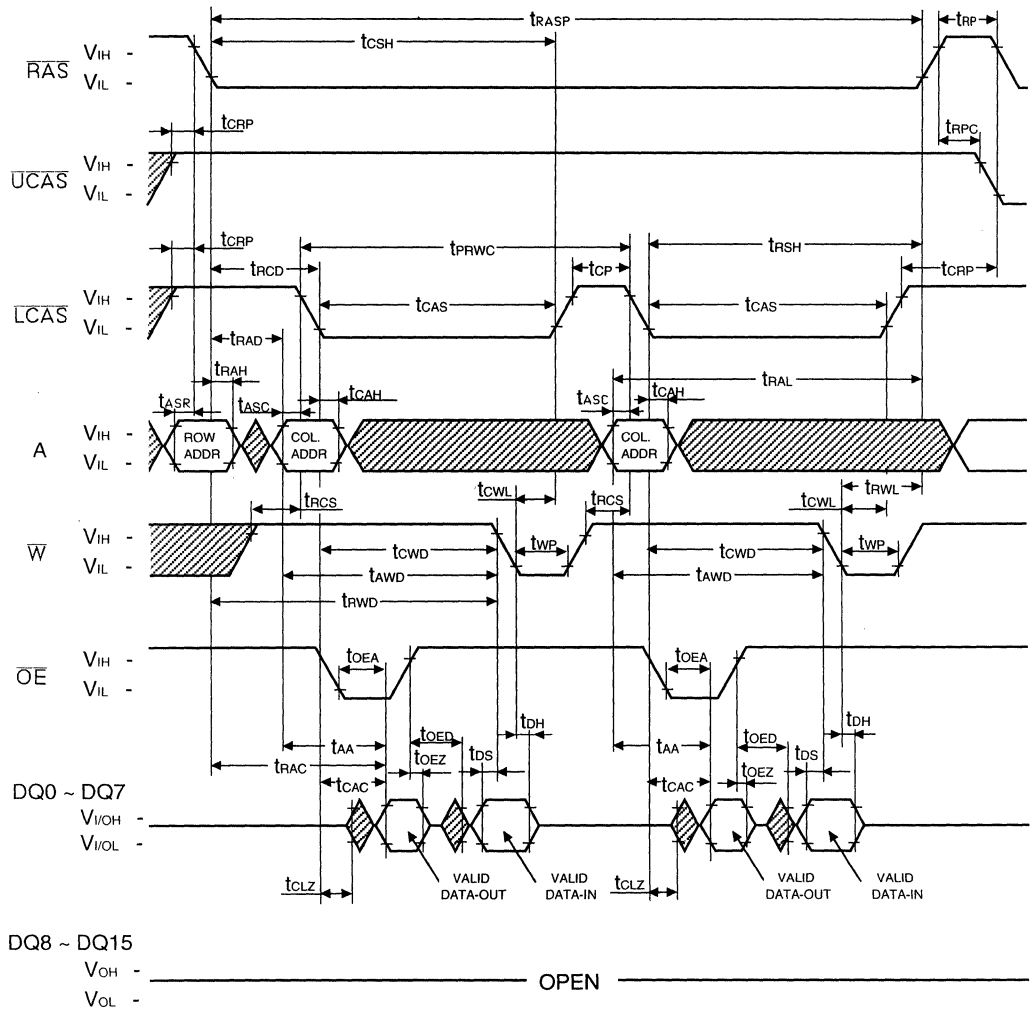 tRASP
tRP
tCSH
RAS
VIH -
VIL -
tCRP
tRPC
UCAS
VIH -
VIL -
tCRP
tPRWC
tRSH
tRCD
tCP
tCRP
LCAS
VIH -
VIL -
tCAS
tCAS
tRAD
tRAH
tASR
tASC
tCAH
tRAL
tASC
tCAH
A
VIH -
VIL -
ROW ADDR
COL. ADDR
COL. ADDR
tRCS
tCWL
tRCS
tCWL
tRWL
W
VIH -
VIL -
tCWD
tWP
tCWD
tWP
tAWD
tAWD
tRWD
OE
VIH -
VIL -
tOEA
tOEA
tAA
tOED
tDH
tAA
tOED
tDH
tRAC
tCAC
tOEZ
tDS
tCAC
tOEZ
tDS
DQ0 ~ DQ7
VI/OH -
VI/OL -
tCLZ
VALID DATA-OUT
VALID DATA-IN
tCLZ
VALID DATA-OUT
VALID DATA-IN
DQ8 ~ DQ15
VOH -
VOL -
OPEN